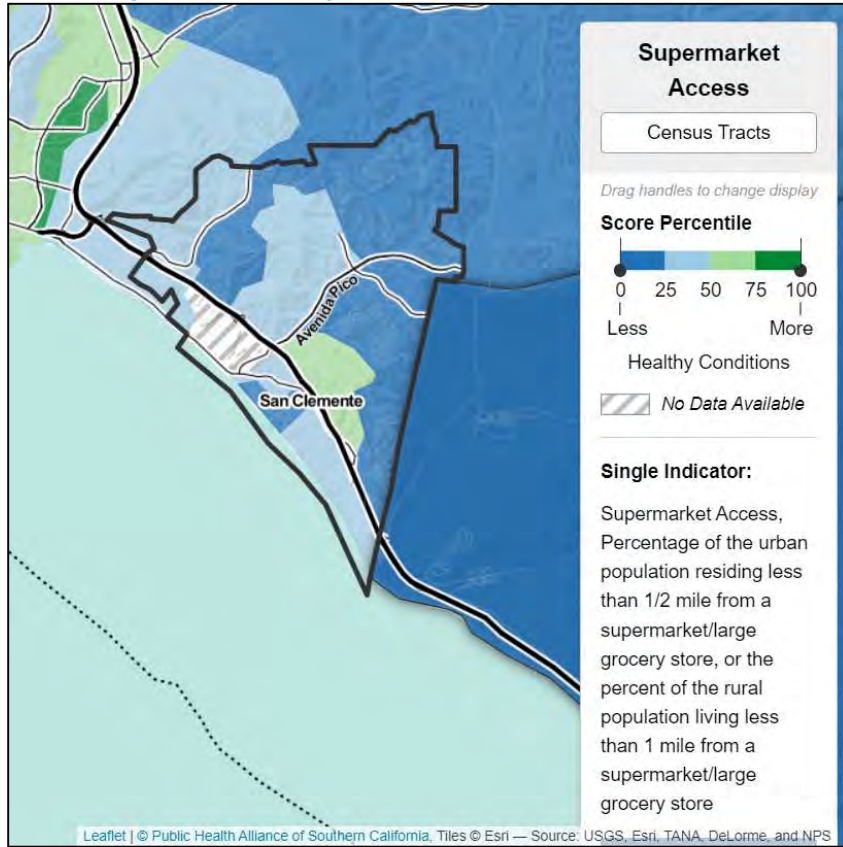 Supermarket
Access
Census Tracts
Drag handles to change display
Score Percentile
0 25 50 75 100
Less More
Healthy Conditions
No Data Available
Single Indicator:
Supermarket Access,
Percentage of the urban
population residing less
than 1/2 mile from a
supermarket/large
grocery store, or the
percent of the rural
population living less
than 1 mile from a
supermarket/large
grocery store
Avenida Pico
San Clemente
Leaflet | © Public Health Alliance of Southern California, Tiles © Esri — Source: USGS, Esri, TANA, DeLorme, and NPS